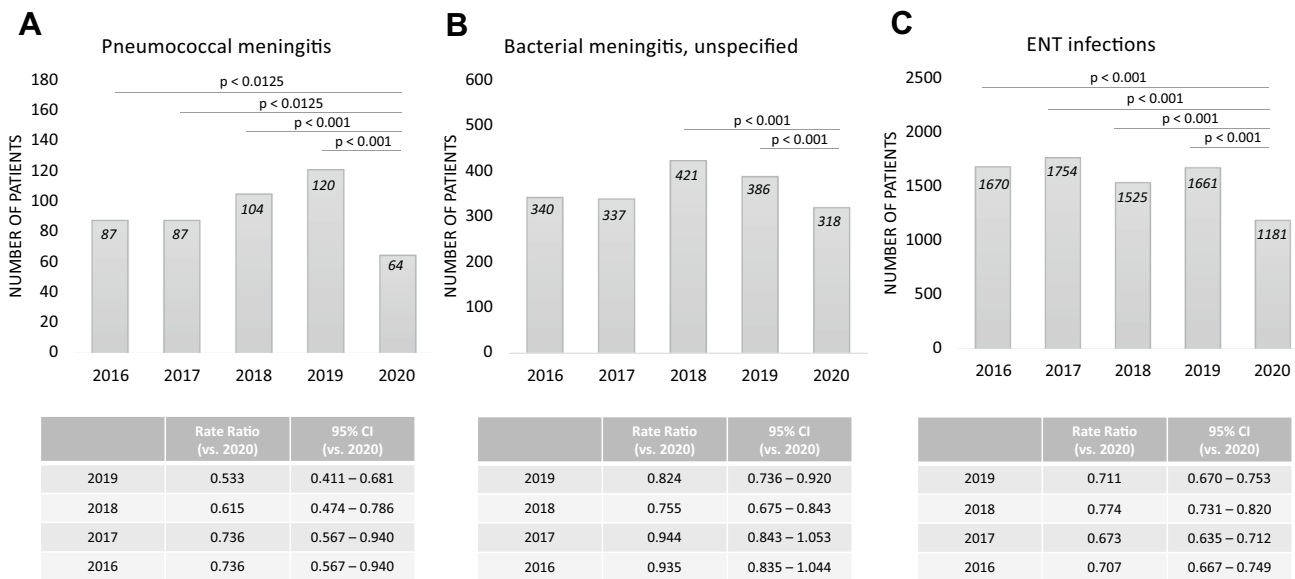 A
Pneumococcal meningitis
NUMBER OF PATIENTS
180
160
140
120
100
80
60
40
20
0
p < 0.0125
p < 0.0125
p < 0.001
p < 0.001
87
87
104
120
64
2016 2017 2018 2019 2020
Rate Ratio (vs. 2020) 95% CI (vs. 2020)
2019 0.533 0.411 – 0.681
2018 0.615 0.474 – 0.786
2017 0.736 0.567 – 0.940
2016 0.736 0.567 – 0.940
B
Bacterial meningitis, unspecified
NUMBER OF PATIENTS
600
500
400
300
200
100
0
p < 0.001
p < 0.001
340
337
421
386
318
2016 2017 2018 2019 2020
Rate Ratio (vs. 2020) 95% CI (vs. 2020)
2019 0.824 0.736 – 0.920
2018 0.755 0.675 – 0.843
2017 0.944 0.843 – 1.053
2016 0.935 0.835 – 1.044
C
ENT infections
NUMBER OF PATIENTS
2500
2000
1500
1000
500
0
p < 0.001
p < 0.001
p < 0.001
p < 0.001
1670
1754
1525
1661
1181
2016 2017 2018 2019 2020
Rate Ratio (vs. 2020) 95% CI (vs. 2020)
2019 0.711 0.670 – 0.753
2018 0.774 0.731 – 0.820
2017 0.673 0.635 – 0.712
2016 0.707 0.667 – 0.749